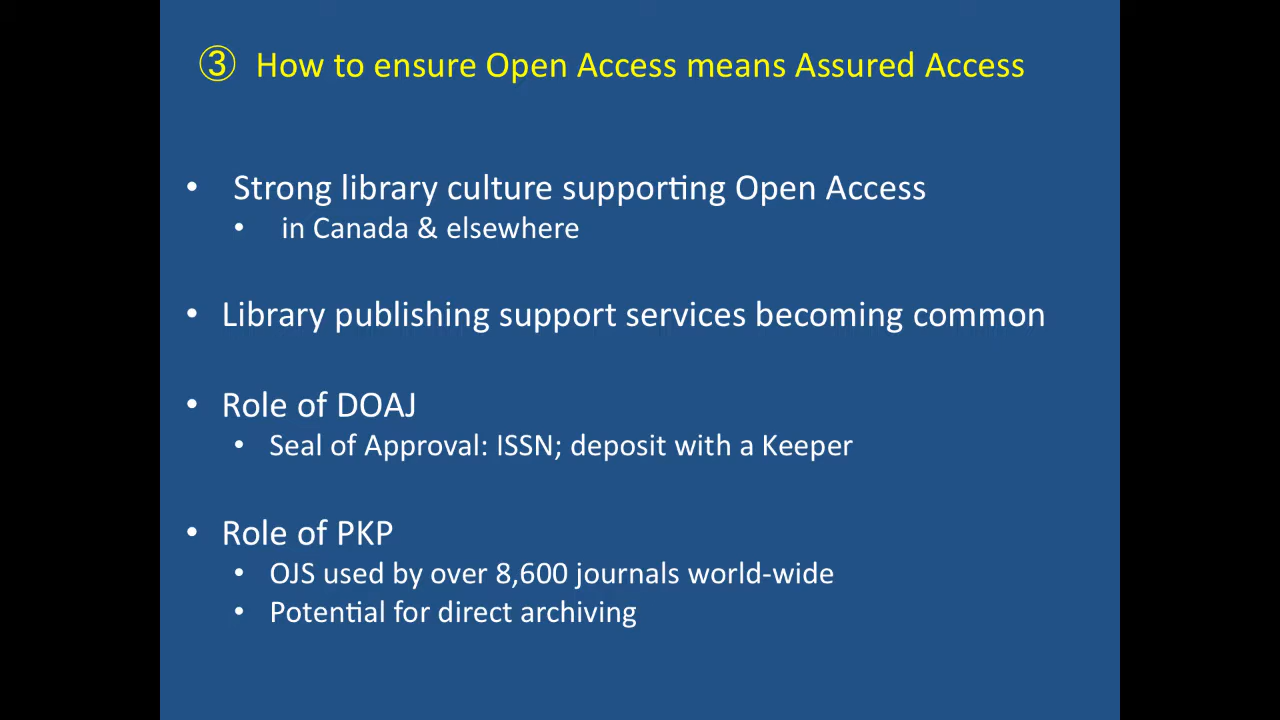 ③ How to ensure Open Access means Assured Access
• Strong library culture supporting Open Access
• in Canada & elsewhere
• Library publishing support services becoming common
• Role of DOAJ
• Seal of Approval: ISSN; deposit with a Keeper
• Role of PKP
• OJS used by over 8,600 journals world-wide
• Potential for direct archiving